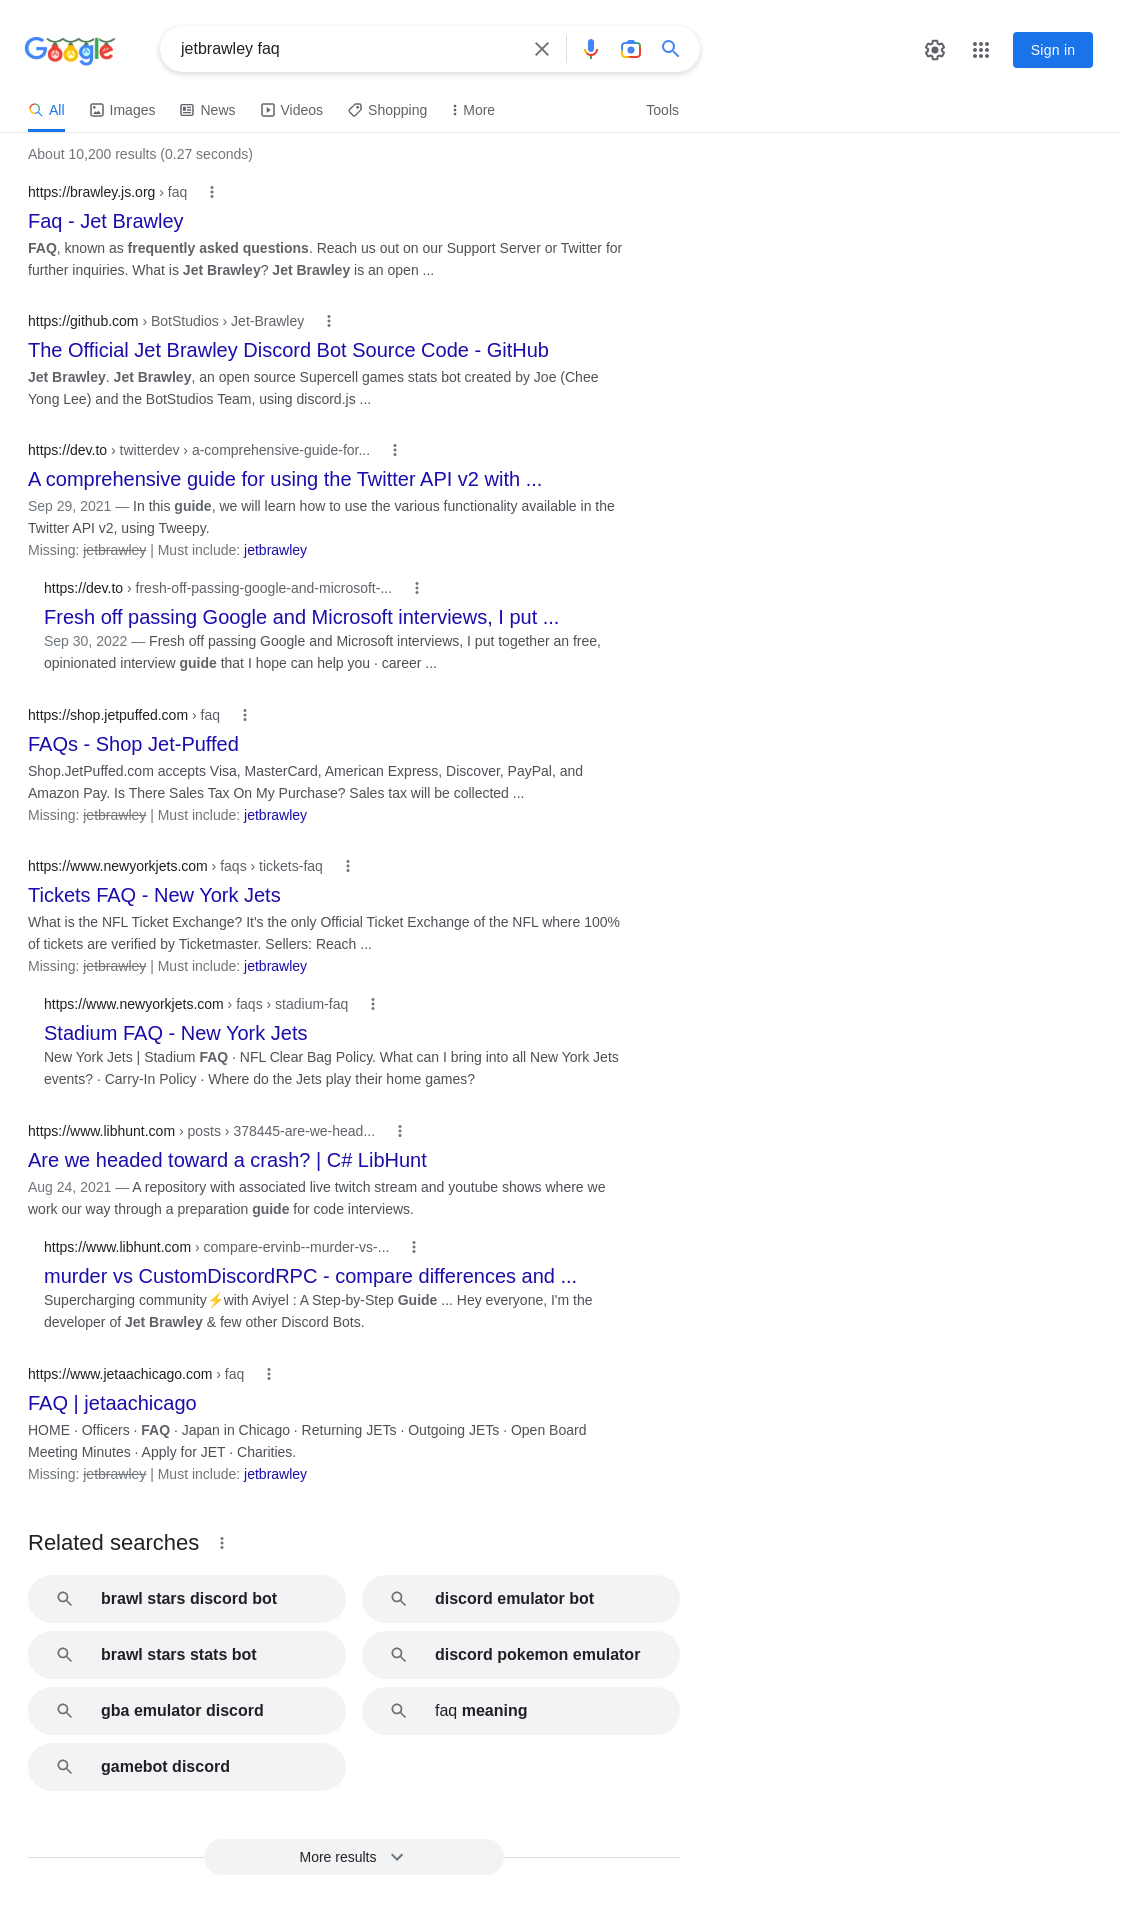 Google
jetbrawley faq
Sign in
All
Images
News
Videos
Shopping
More
Tools
About 10,200 results (0.27 seconds)
https://brawley.js.org › faq
Faq - Jet Brawley
FAQ, known as frequently asked questions. Reach us out on our Support Server or Twitter for
further inquiries. What is Jet Brawley? Jet Brawley is an open ...
https://github.com › BotStudios › Jet-Brawley
The Official Jet Brawley Discord Bot Source Code - GitHub
Jet Brawley. Jet Brawley, an open source Supercell games stats bot created by Joe (Chee
Yong Lee) and the BotStudios Team, using discord.js ...
https://dev.to › twitterdev › a-comprehensive-guide-for...
A comprehensive guide for using the Twitter API v2 with ...
Sep 29, 2021 — In this guide, we will learn how to use the various functionality available in the
Twitter API v2, using Tweepy.
Missing: jetbrawley | Must include: jetbrawley
https://dev.to › fresh-off-passing-google-and-microsoft-...
Fresh off passing Google and Microsoft interviews, I put ...
Sep 30, 2022 — Fresh off passing Google and Microsoft interviews, I put together an free,
opinionated interview guide that I hope can help you · career ...
https://shop.jetpuffed.com › faq
FAQs - Shop Jet-Puffed
Shop.JetPuffed.com accepts Visa, MasterCard, American Express, Discover, PayPal, and
Amazon Pay. Is There Sales Tax On My Purchase? Sales tax will be collected ...
Missing: jetbrawley | Must include: jetbrawley
https://www.newyorkjets.com › faqs › tickets-faq
Tickets FAQ - New York Jets
What is the NFL Ticket Exchange? It's the only Official Ticket Exchange of the NFL where 100%
of tickets are verified by Ticketmaster. Sellers: Reach ...
Missing: jetbrawley | Must include: jetbrawley
https://www.newyorkjets.com › faqs › stadium-faq
Stadium FAQ - New York Jets
New York Jets | Stadium FAQ · NFL Clear Bag Policy. What can I bring into all New York Jets
events? · Carry-In Policy · Where do the Jets play their home games?
https://www.libhunt.com › posts › 378445-are-we-head...
Are we headed toward a crash? | C# LibHunt
Aug 24, 2021 — A repository with associated live twitch stream and youtube shows where we
work our way through a preparation guide for code interviews.
https://www.libhunt.com › compare-ervinb--murder-vs-...
murder vs CustomDiscordRPC - compare differences and ...
Supercharging community⚡with Aviyel : A Step-by-Step Guide ... Hey everyone, I'm the
developer of Jet Brawley & few other Discord Bots.
https://www.jetaachicago.com › faq
FAQ | jetaachicago
HOME · Officers · FAQ · Japan in Chicago · Returning JETs · Outgoing JETs · Open Board
Meeting Minutes · Apply for JET · Charities.
Missing: jetbrawley | Must include: jetbrawley
Related searches
brawl stars discord bot
discord emulator bot
brawl stars stats bot
discord pokemon emulator
gba emulator discord
faq meaning
gamebot discord
More results